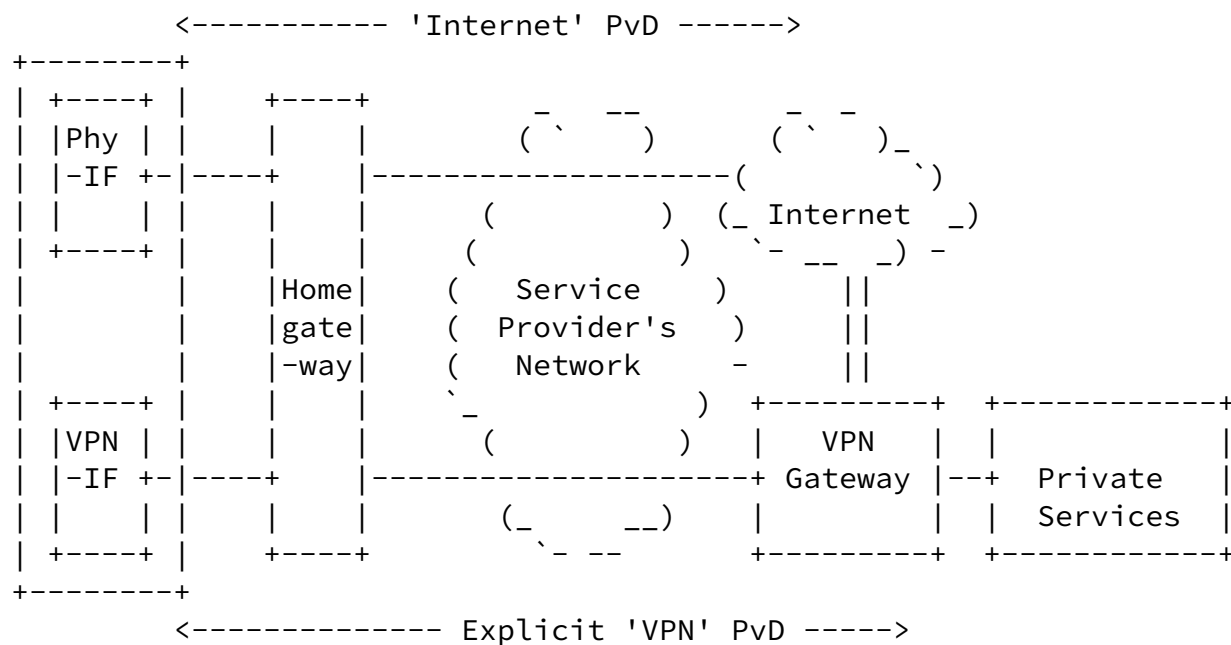 <----------- 'Internet' PvD ------>
Phy
-IF
Internet
Home
Service
gate
Provider's
-way
Network
VPN
VPN
-IF
Gateway
Private
Services
<-------------- Explicit 'VPN' PvD ----->